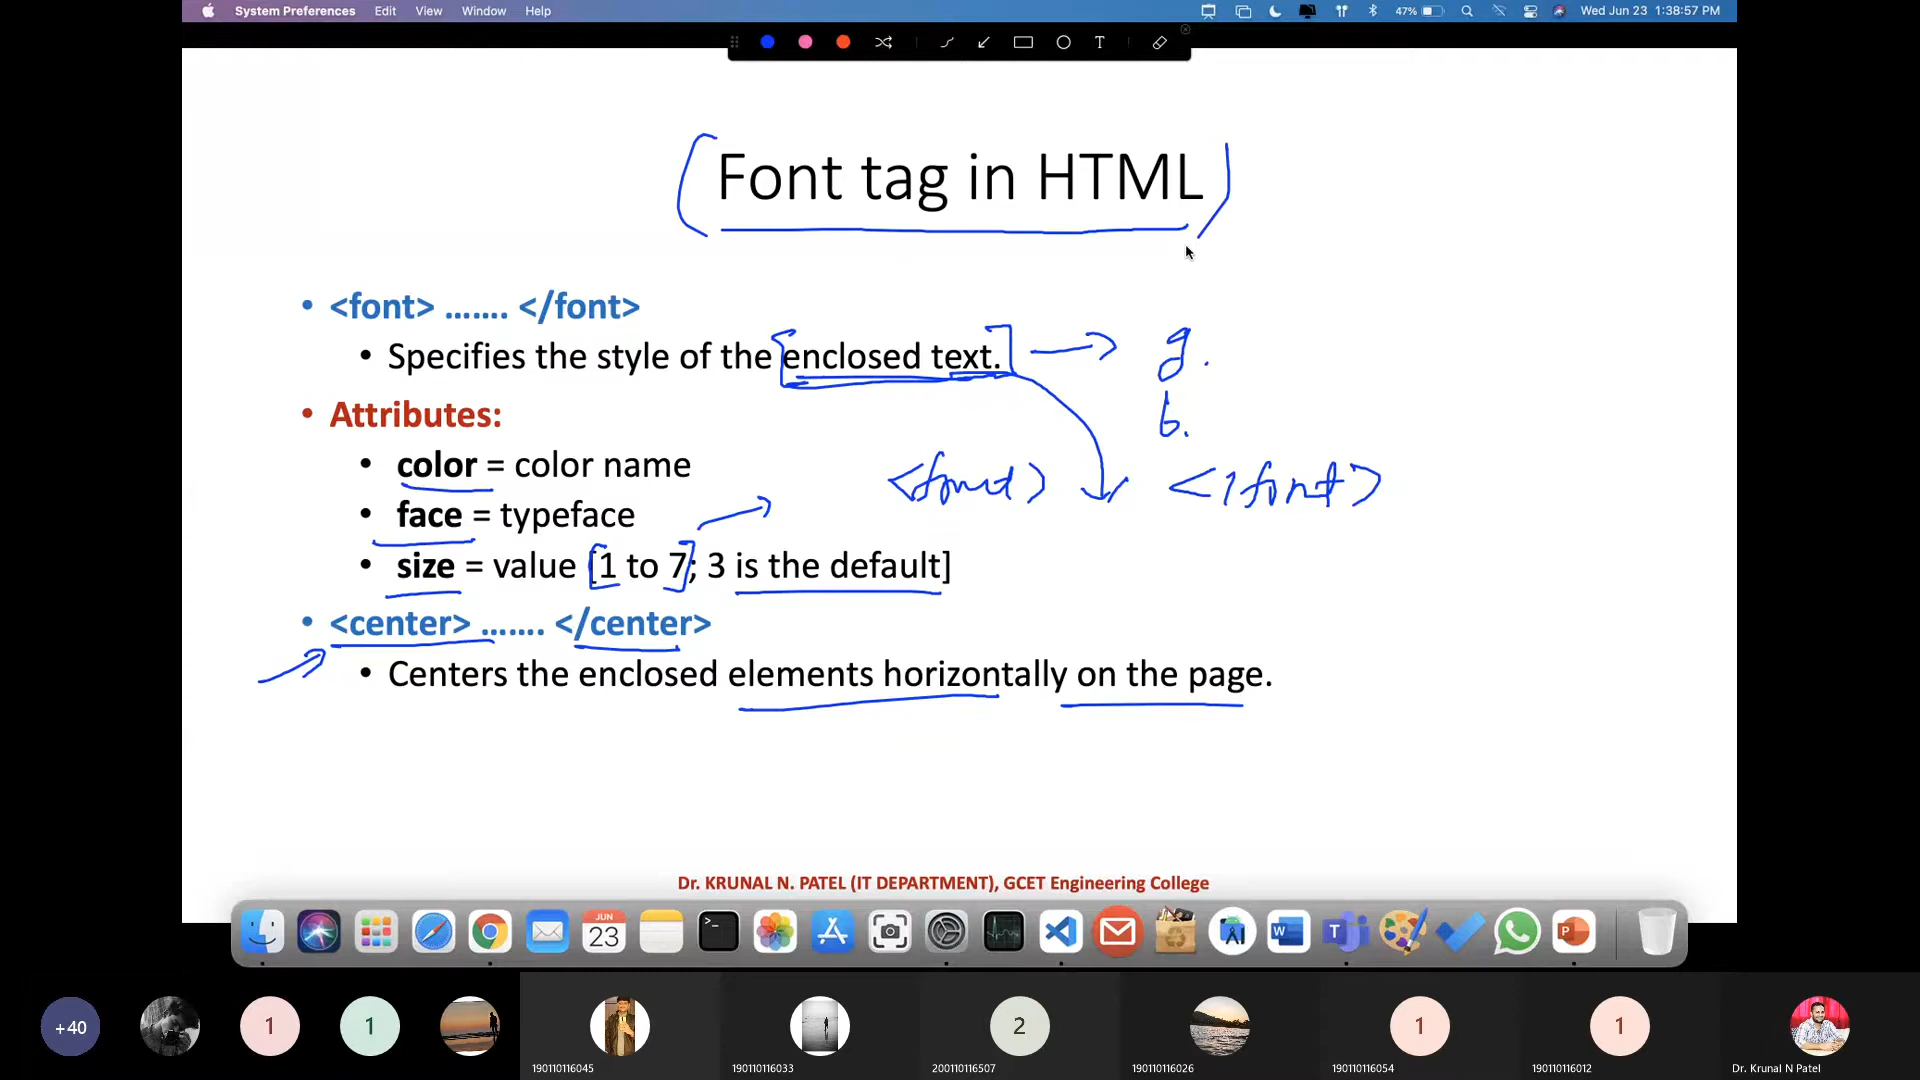 System Preferences Edit View Window Help 47% Wed Jun 23 1:38:57 PM
T
Font tag in HTML
• <font> ....... </font>
• Specifies the style of the enclosed text. g.
b.
• Attributes:
• color = color name
<font> </font>
• face = typeface
• size = value [1 to 7; 3 is the default]
• <center> ....... </center>
• Centers the enclosed elements horizontally on the page.
Dr. KRUNAL N. PATEL (IT DEPARTMENT), GCET Engineering College
JUN
23
W T P
+40 1 1 2 1 1
190110116045 190110116033 200110116507 190110116026 190110116054 190110116012 Dr. Krunal N Patel